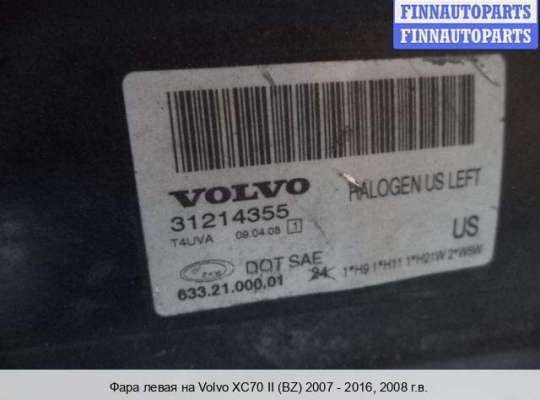 FINNAUTOPARTS
FINNAUTOPARTS
VOLVO
HALOGEN US LEFT
31214355
T4UVA 09.04.08 1
US
DOT SAE
633.21.000.01
24 1*H9 1*H11 1*H21W 2*W5W
Фара левая на Volvo XC70 II (BZ) 2007 - 2016, 2008 г.в.